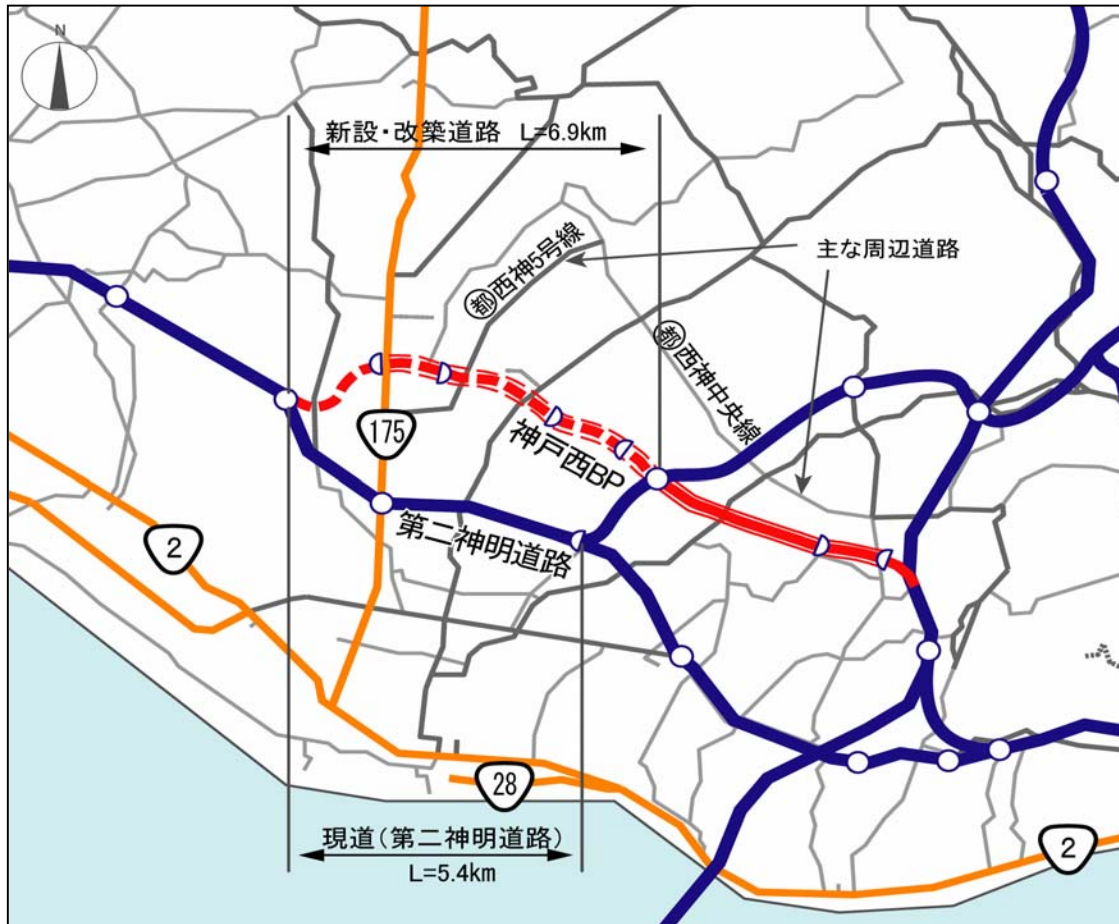 N
新設・改築道路 L=6.9km
主な周辺道路
都西神5号線
都西神中央線
175
神戸西BP
第二神明道路
2
28
現道(第二神明道路)
L=5.4km
2